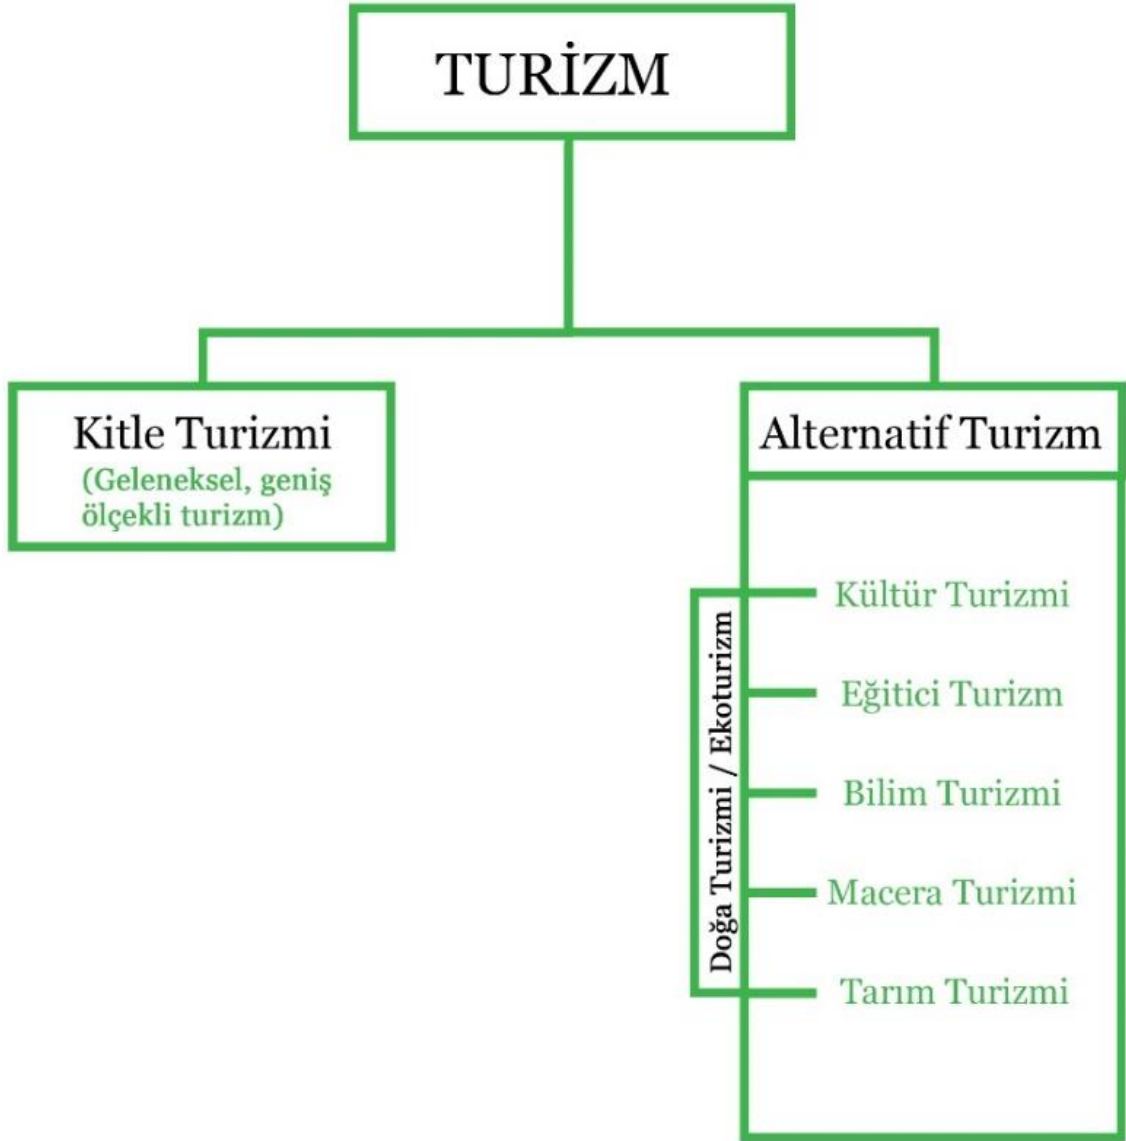 TURİZM
Kitle Turizmi
(Geleneksel, geniş
ölçekli turizm)
Alternatif Turizm
Doğa Turizmi / Ekoturizm
Kültür Turizmi
Eğitici Turizm
Bilim Turizmi
Macera Turizmi
Tarım Turizmi